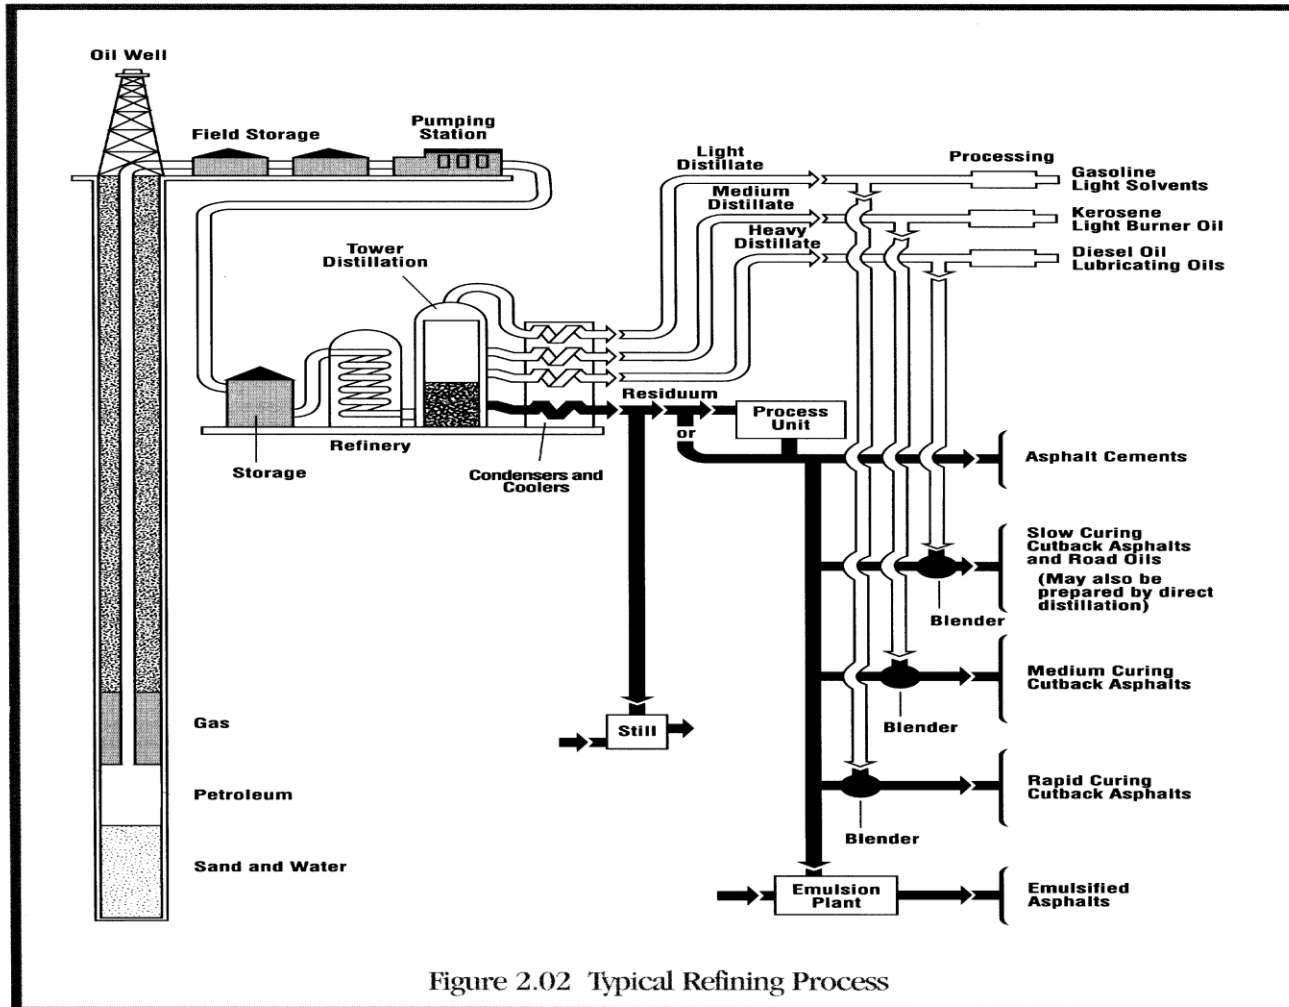 Oil Well
Field Storage
Pumping
Station
Light
Distillate
Processing
Gasoline
Light Solvents
Medium
Distillate
Kerosene
Light Burner Oil
Heavy
Distillate
Diesel Oil
Lubricating Oils
Tower
Distillation
Residuum
or
Process
Unit
Refinery
Storage
Condensers and
Coolers
Asphalt Cements
Slow Curing
Cutback Asphalts
and Road Oils
(May also be
prepared by direct
distillation)
Blender
Medium Curing
Cutback Asphalts
Blender
Gas
Still
Petroleum
Rapid Curing
Cutback Asphalts
Blender
Sand and Water
Emulsion
Plant
Emulsified
Asphalts
Figure 2.02 Typical Refining Process